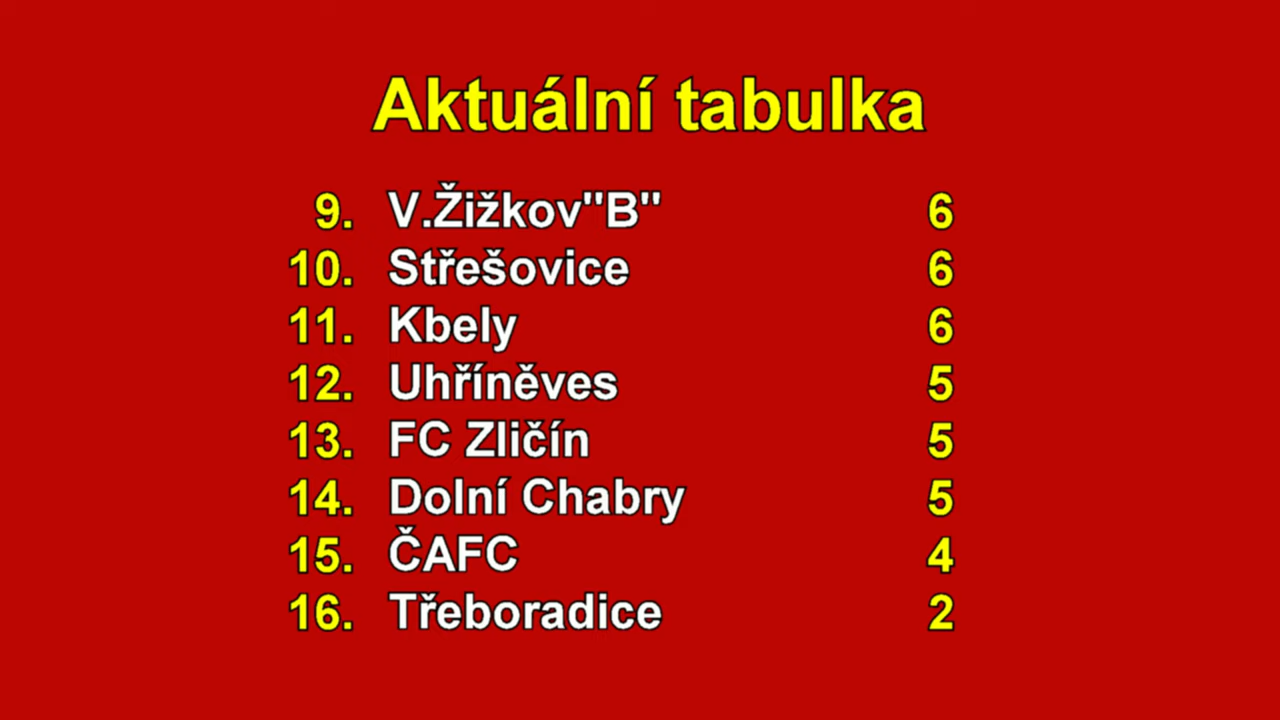 Aktuální tabulka
9. V.Žižkov"B" 6
10. Střešovice 6
11. Kbely 6
12. Uhříněves 5
13. FC Zličín 5
14. Dolní Chabry 5
15. ČAFC 4
16. Třeboradice 2